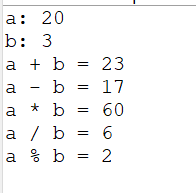 a: 20
b: 3
a + b = 23
a - b = 17
a * b = 60
a / b = 6
a % b = 2